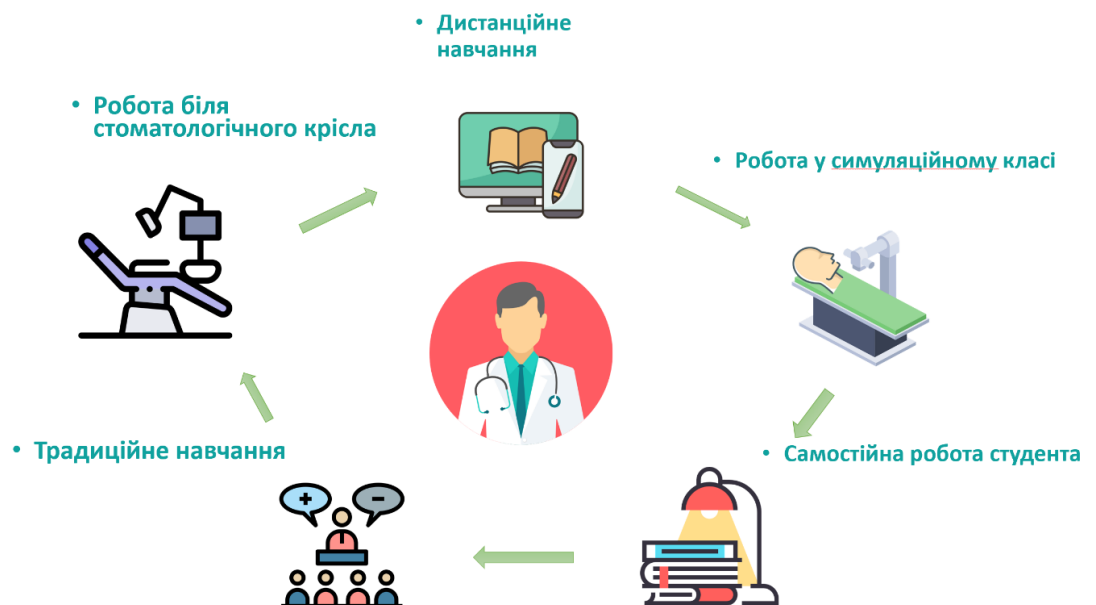 • Дистанційне
навчання
• Робота біля
стоматологічного крісла
• Робота у симуляційному класі
• Традиційне навчання
• Самостійна робота студента